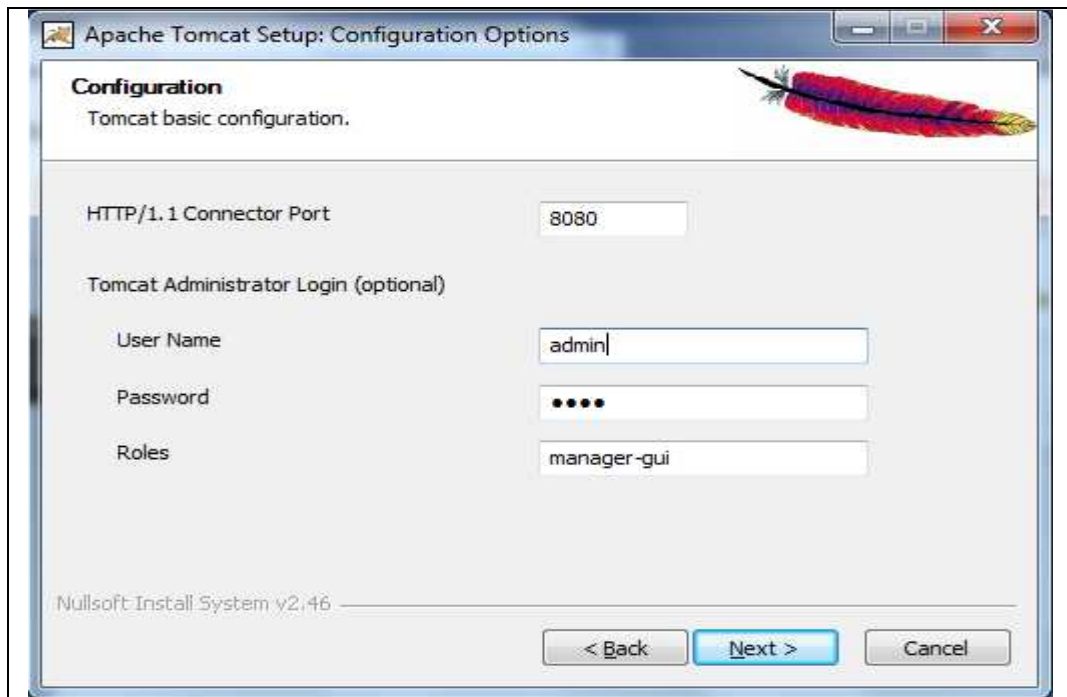 Apache Tomcat Setup: Configuration Options
Configuration
Tomcat basic configuration.
HTTP/1.1 Connector Port 8080
Tomcat Administrator Login (optional)
User Name admin
Password ••••
Roles manager-gui
Nullsoft Install System v2.46
< Back Next > Cancel